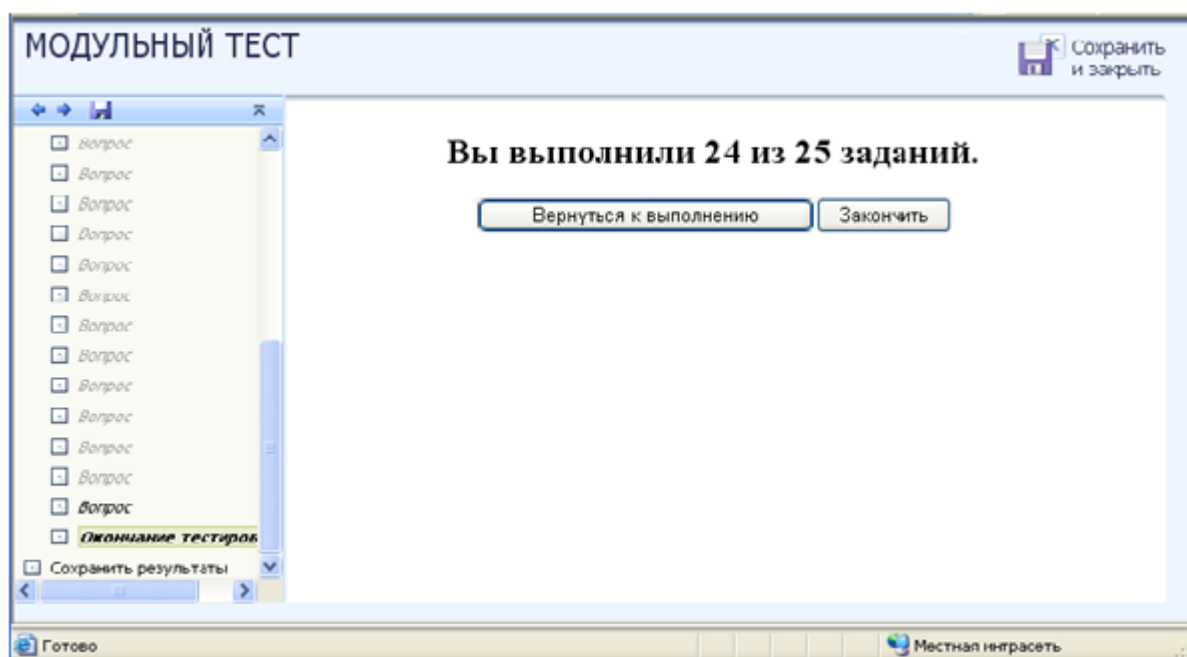 МОДУЛЬНЫЙ ТЕСТ
Сохранить
и закрыть
Вопрос
Вопрос
Вопрос
Вопрос
Вопрос
Вопрос
Вопрос
Вопрос
Вопрос
Вопрос
Вопрос
Вопрос
Вопрос
Окончание тестиров
Сохранить результаты
Вы выполнили 24 из 25 заданий.
Вернуться к выполнению
Закончить
Готово
Местная интрасеть